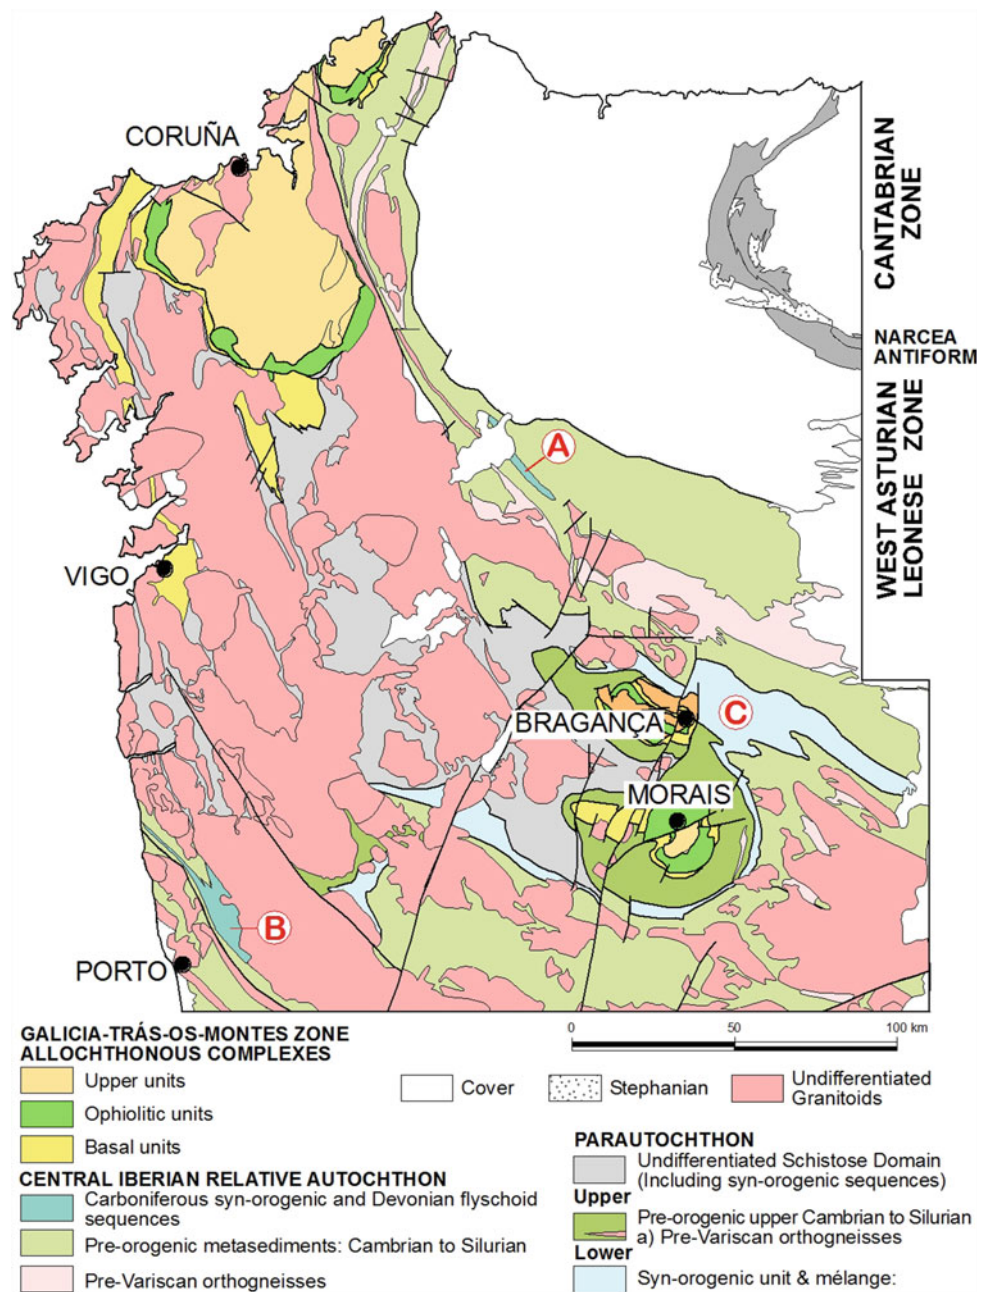 CORUÑA
CANTABRIAN
ZONE
NARCEA
ANTIFORM
A
WEST ASTURIAN
LEONESE ZONE
VIGO
BRAGANÇA
C
MORAIS
B
PORTO
GALICIA-TRÁS-OS-MONTES ZONE
ALLOCHTHONOUS COMPLEXES
Upper units
Ophiolitic units
Basal units
CENTRAL IBERIAN RELATIVE AUTOCHTHON
Carboniferous syn-orogenic and Devonian flyschoid
sequences
Pre-orogenic metasediments: Cambrian to Silurian
Pre-Variscan orthogneisses
0 50 100 km
Cover
Stephanian
Undifferentiated
Granitoids
PARAUTOCHTHON
Undifferentiated Schistose Domain
(Including syn-orogenic sequences)
Upper
Pre-orogenic upper Cambrian to Silurian
a) Pre-Variscan orthogneisses
Lower
Syn-orogenic unit & mélange: